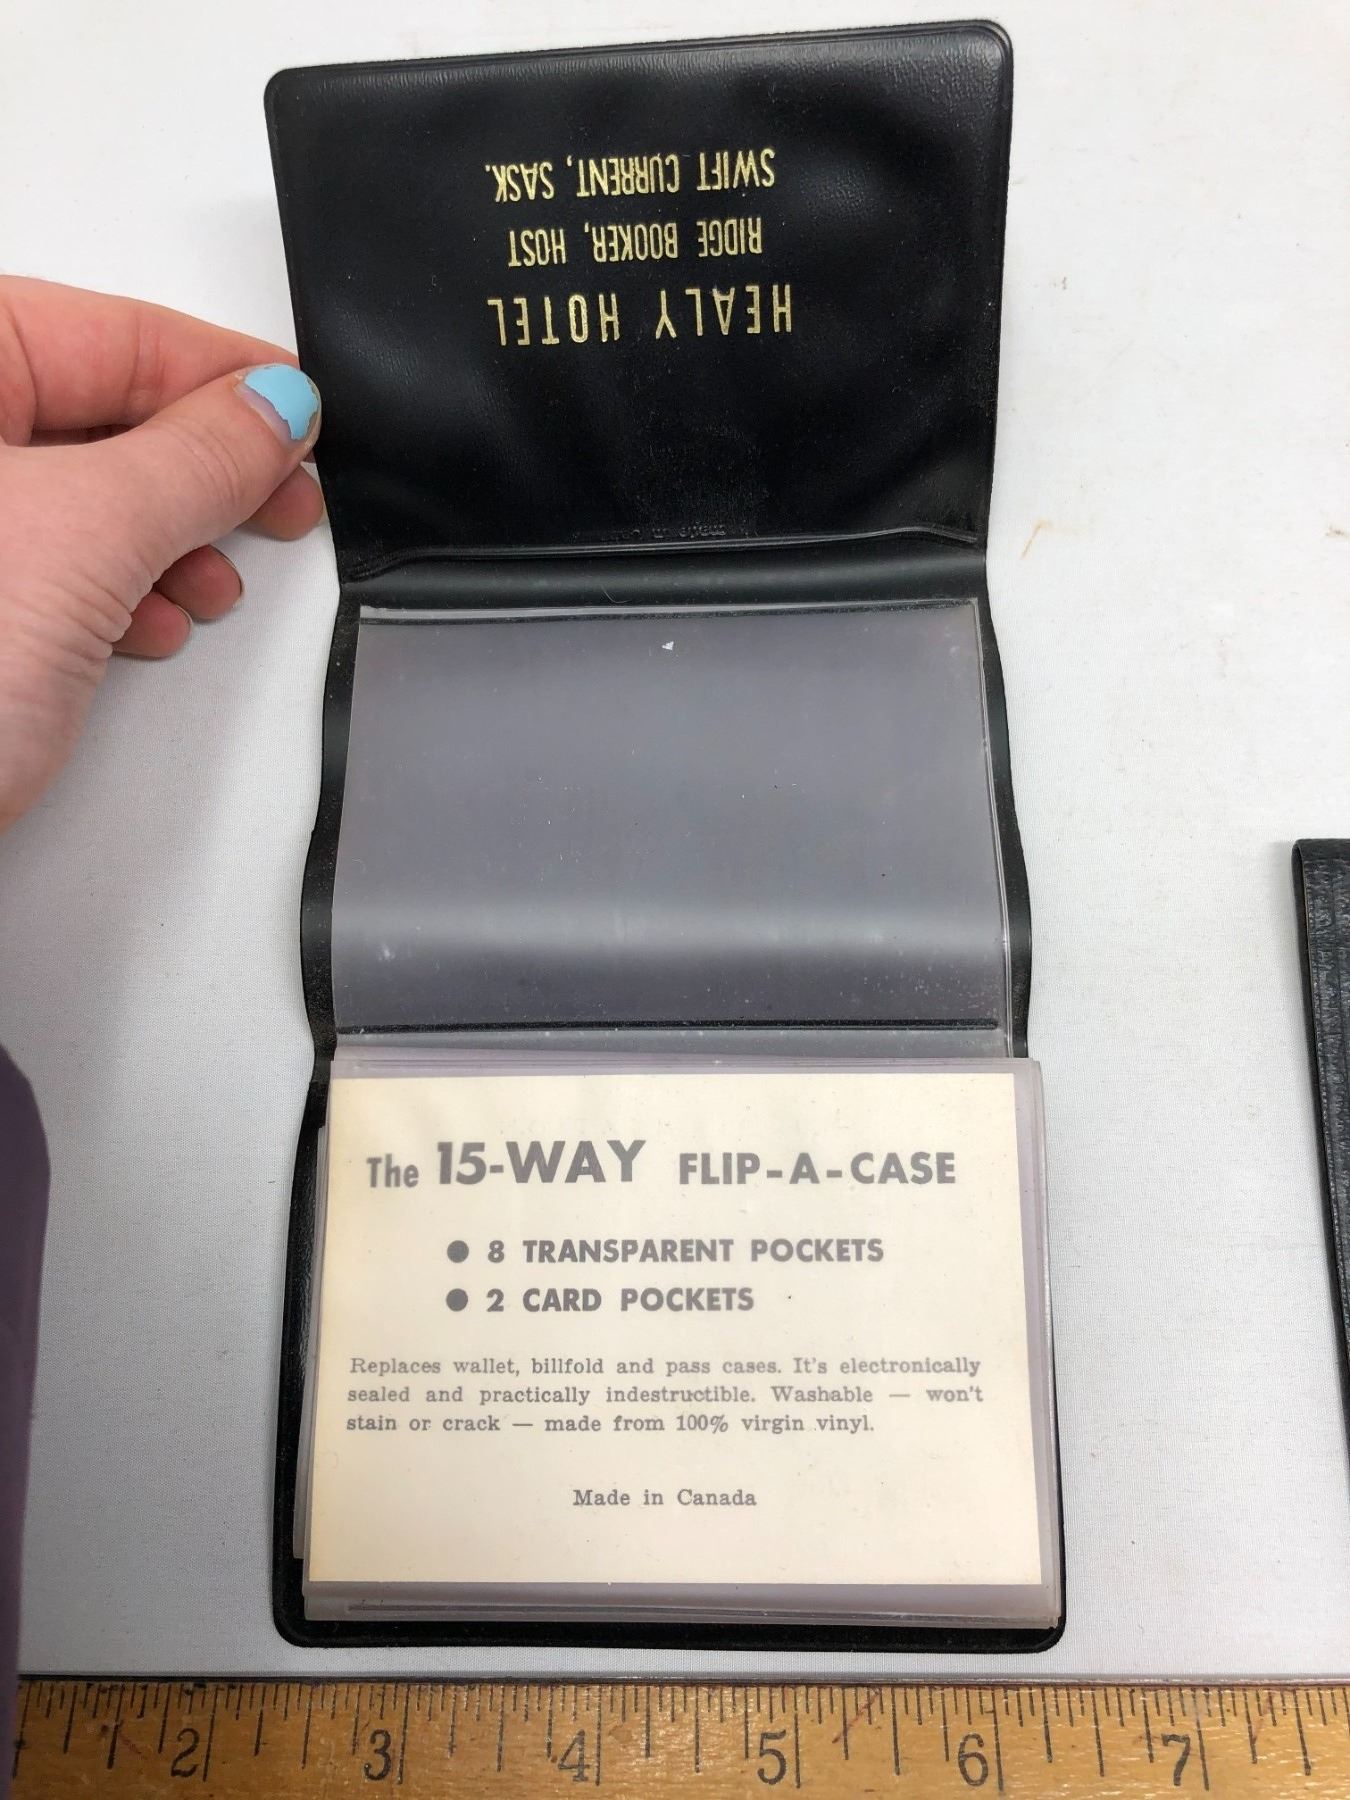 HEALY HOTEL
RIDGE BOOKER, HOST
SWIFT CURRENT, SASK.
made in
The 15-WAY FLIP-A-CASE
● 8 TRANSPARENT POCKETS
● 2 CARD POCKETS
Replaces wallet, billfold and pass cases. It's electronically
sealed and practically indestructible. Washable — won't
stain or crack — made from 100% virgin vinyl.
Made in Canada
2 3 4 5 6 7